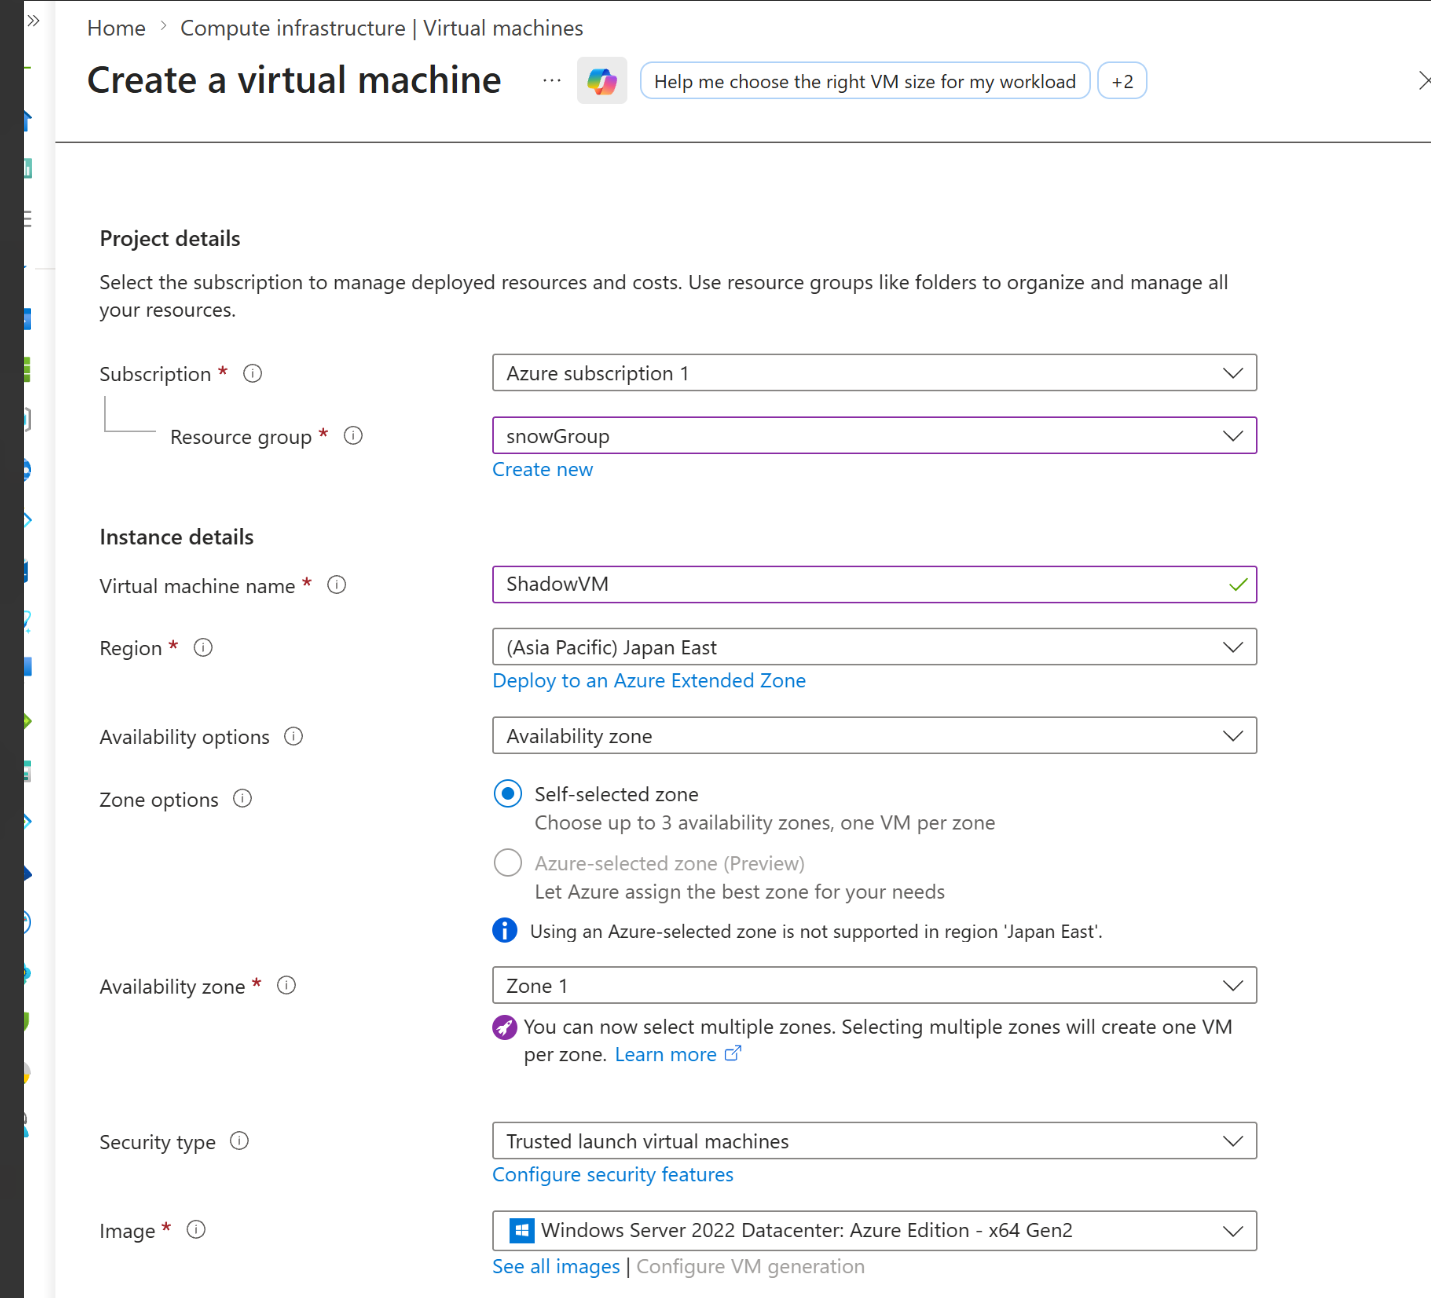 Home > Compute infrastructure | Virtual machines
Create a virtual machine ... Help me choose the right VM size for my workload +2
Project details
Select the subscription to manage deployed resources and costs. Use resource groups like folders to organize and manage all
your resources.
Subscription * Azure subscription 1
Resource group * snowGroup
Create new
Instance details
Virtual machine name * ShadowVM
Region * (Asia Pacific) Japan East
Deploy to an Azure Extended Zone
Availability options Availability zone
Zone options Self-selected zone
Choose up to 3 availability zones, one VM per zone
Azure-selected zone (Preview)
Let Azure assign the best zone for your needs
Using an Azure-selected zone is not supported in region 'Japan East'.
Availability zone * Zone 1
You can now select multiple zones. Selecting multiple zones will create one VM
per zone. Learn more
Security type Trusted launch virtual machines
Configure security features
Image * Windows Server 2022 Datacenter: Azure Edition - x64 Gen2
See all images | Configure VM generation